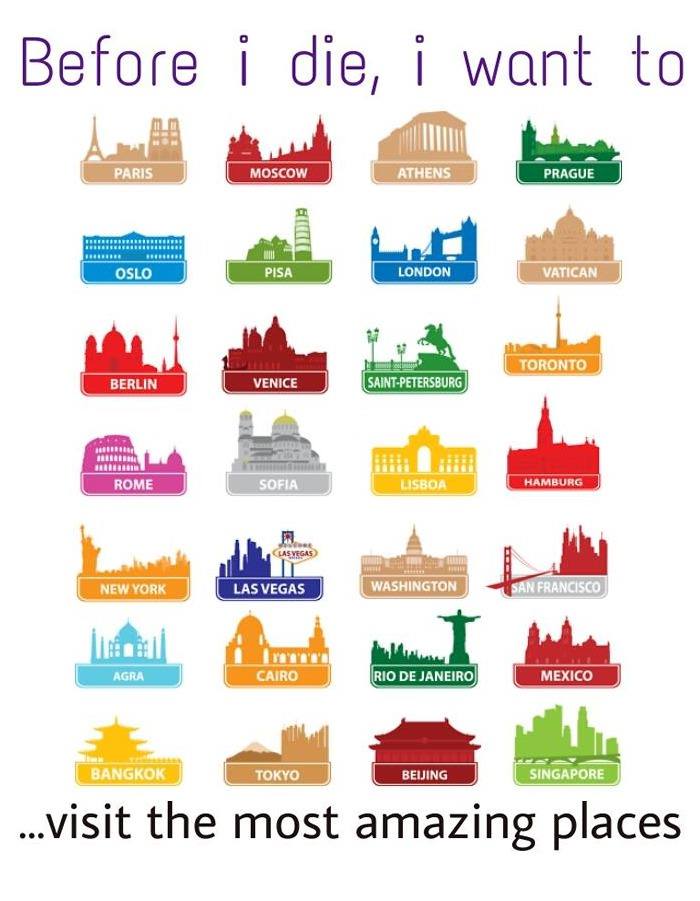 Before i die, i want to
PARIS MOSCOW ATHENS PRAGUE
OSLO PISA LONDON VATICAN
BERLIN VENICE SAINT-PETERSBURG TORONTO
ROME SOFIA LISBOA HAMBURG
LAS VEGAS
NEW YORK LAS VEGAS WASHINGTON SAN FRANCISCO
AGRA CAIRO RIO DE JANEIRO MEXICO
BANGKOK TOKYO BEIJING SINGAPORE
...visit the most amazing places